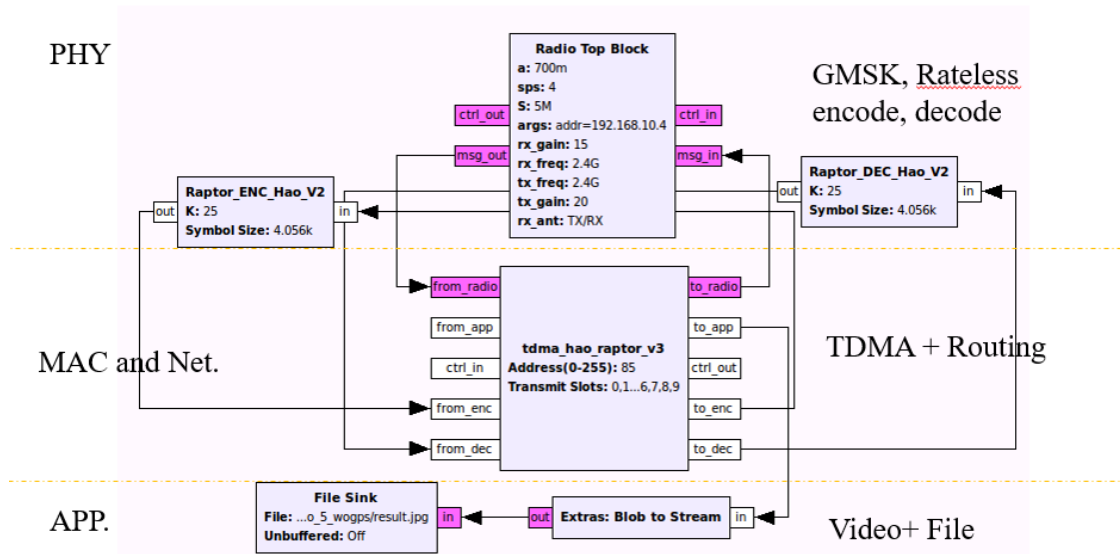 PHY
Radio Top Block
a: 700m
sps: 4
S: 5M
args: addr=192.168.10.4
rx_gain: 15
rx_freq: 2.4G
tx_freq: 2.4G
tx_gain: 20
rx_ant: TX/RX
ctrl_out
ctrl_in
msg_out
msg_in
GMSK, Rateless
encode, decode
out
Raptor_ENC_Hao_V2
K: 25
Symbol Size: 4.056k
in
out
Raptor_DEC_Hao_V2
K: 25
Symbol Size: 4.056k
in
MAC and Net.
from_radio
from_app
ctrl_in
from_enc
from_dec
tdma_hao_raptor_v3
Address(0-255): 85
Transmit Slots: 0,1...6,7,8,9
to_radio
to_app
ctrl_out
to_enc
to_dec
TDMA + Routing
APP.
File Sink
File: ...o_5_wogps/result.jpg
Unbuffered: Off
in
out
Extras: Blob to Stream
in
Video+ File